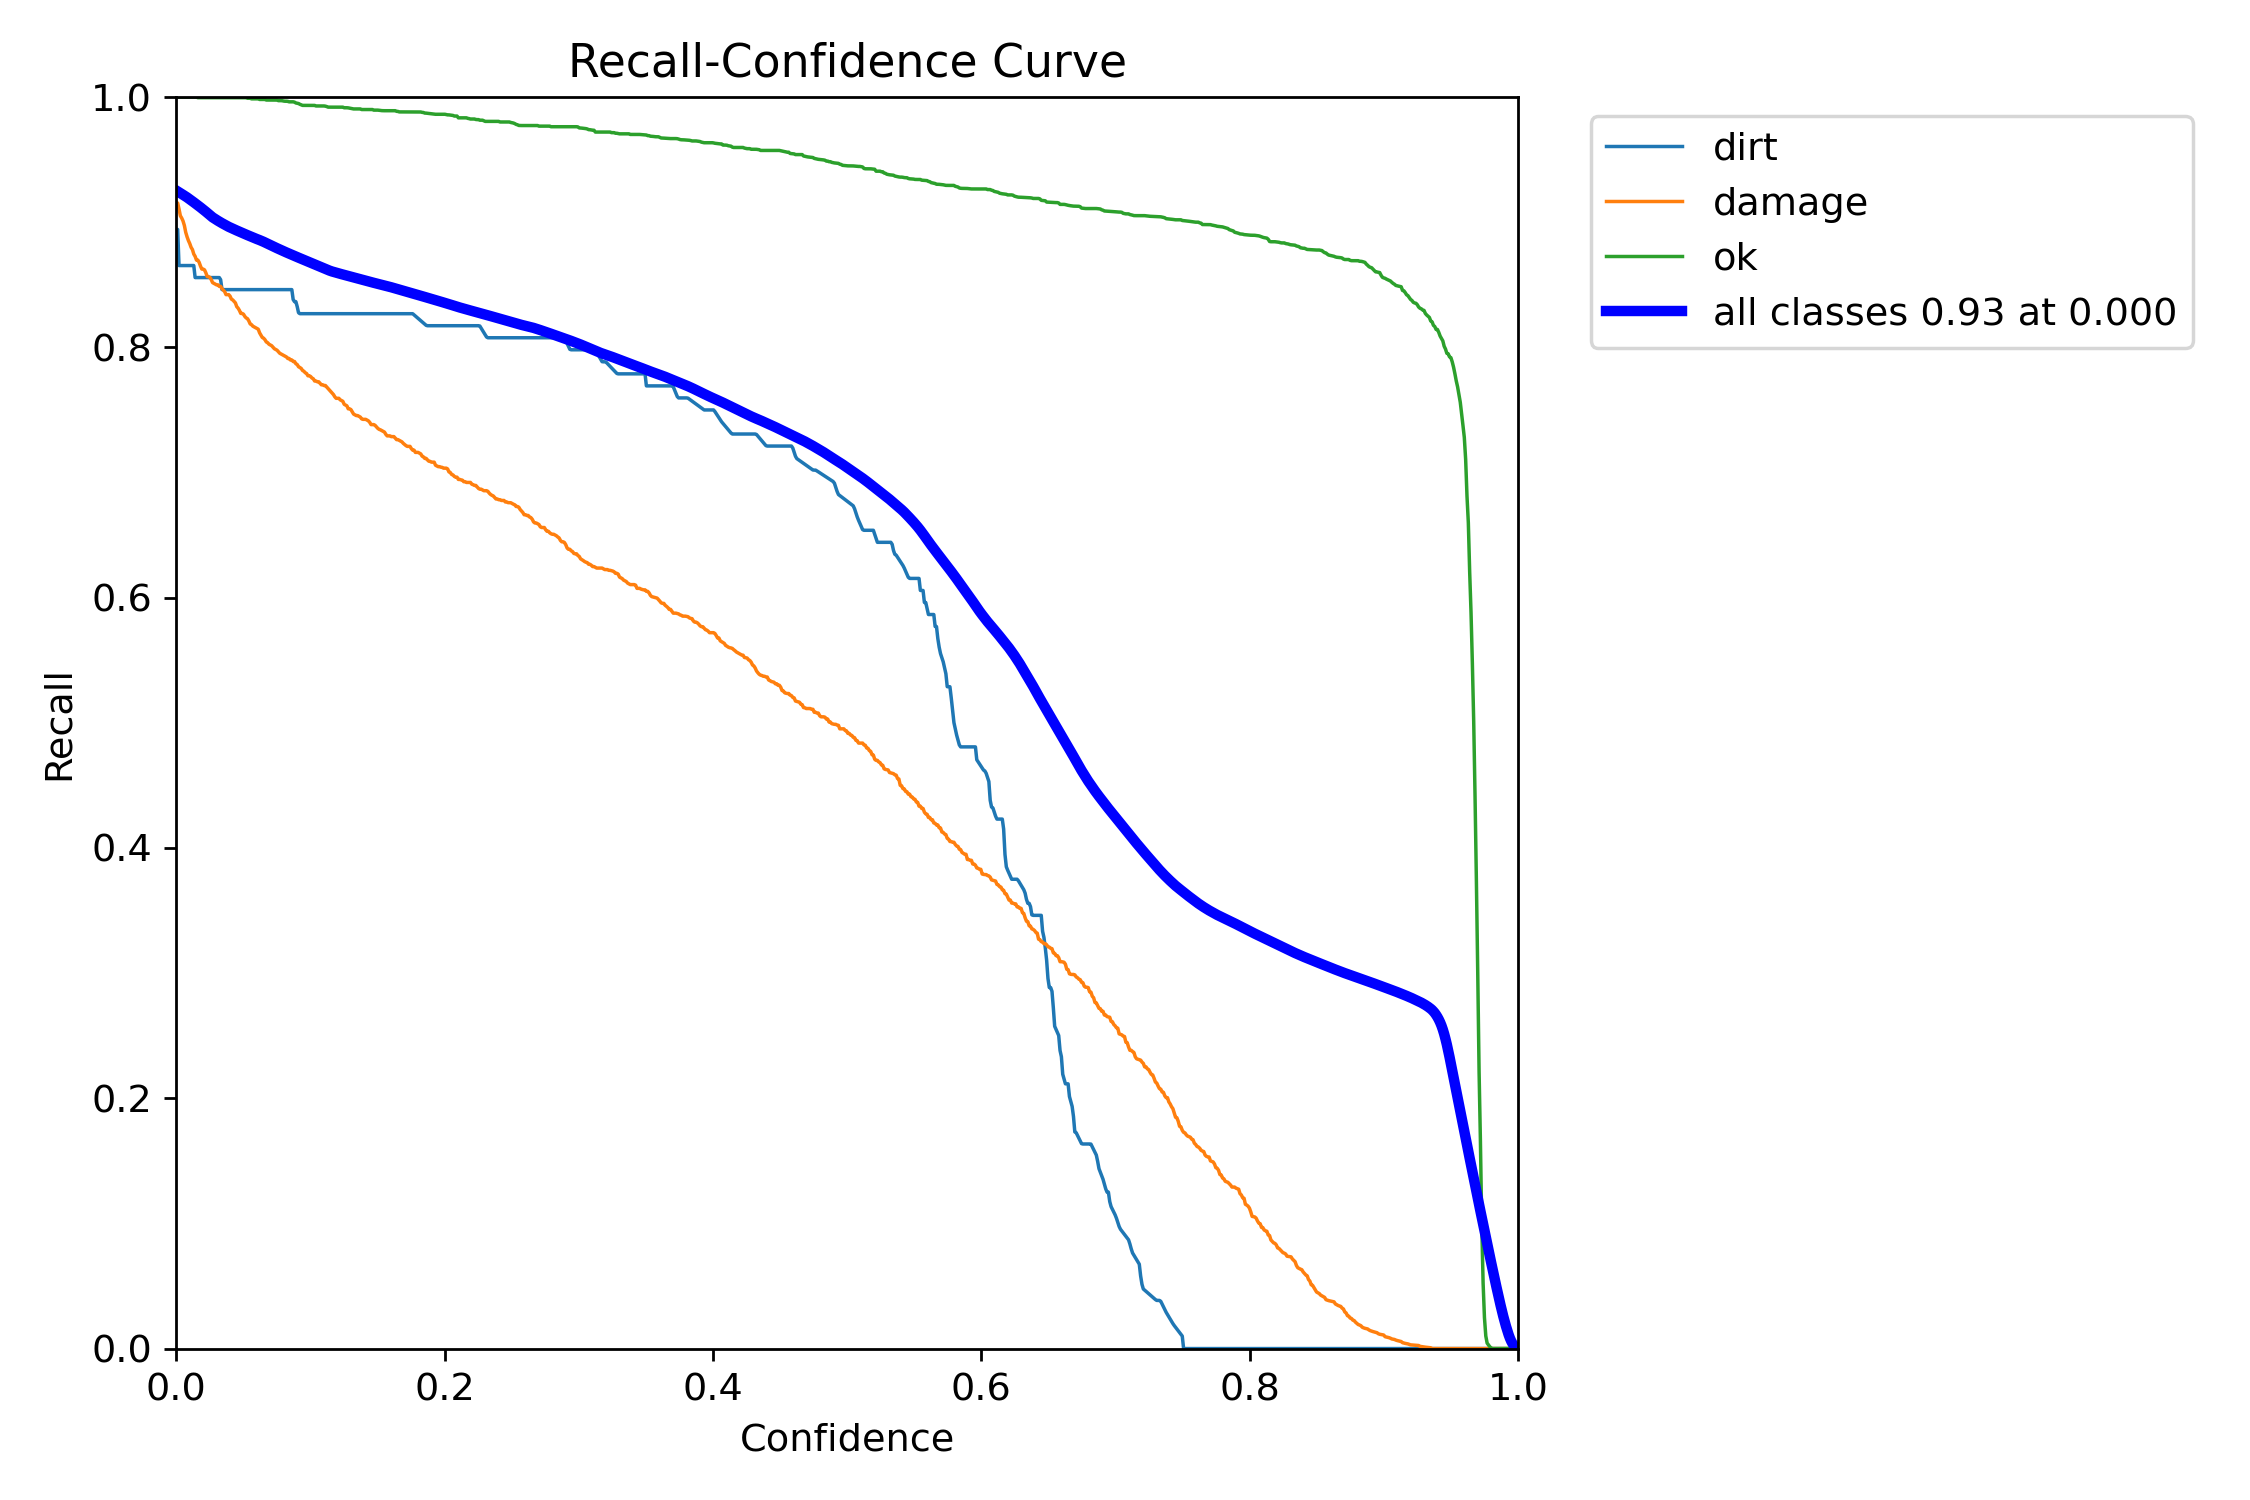 Recall-Confidence Curve
1.0
0.8
0.6
0.4
0.2
0.0
Recall
0.0 0.2 0.4 0.6 0.8 1.0
Confidence
dirt
damage
ok
all classes 0.93 at 0.000